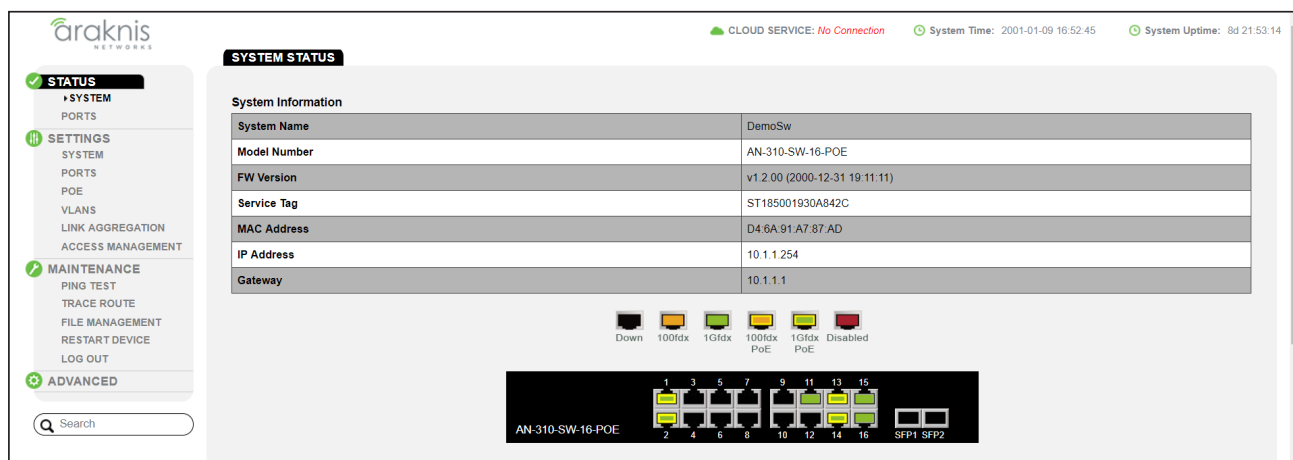 araknis
NETWORKS
CLOUD SERVICE: No Connection
System Time: 2001-01-09 16:52:45
System Uptime: 8d 21:53:14
STATUS
SYSTEM
PORTS
SETTINGS
SYSTEM
PORTS
POE
VLANS
LINK AGGREGATION
ACCESS MANAGEMENT
MAINTENANCE
PING TEST
TRACE ROUTE
FILE MANAGEMENT
RESTART DEVICE
LOG OUT
ADVANCED
Search
SYSTEM STATUS
System Information
System Name DemoSw
Model Number AN-310-SW-16-POE
FW Version v1.2.00 (2000-12-31 19:11:11)
Service Tag ST185001930A842C
MAC Address D4:6A:91:A7:87:AD
IP Address 10.1.1.254
Gateway 10.1.1.1
Down 100fdx 1Gfdx 100fdx PoE 1Gfdx PoE Disabled
1 3 5 7 9 11 13 15
AN-310-SW-16-POE
2 4 6 8 10 12 14 16 SFP1 SFP2